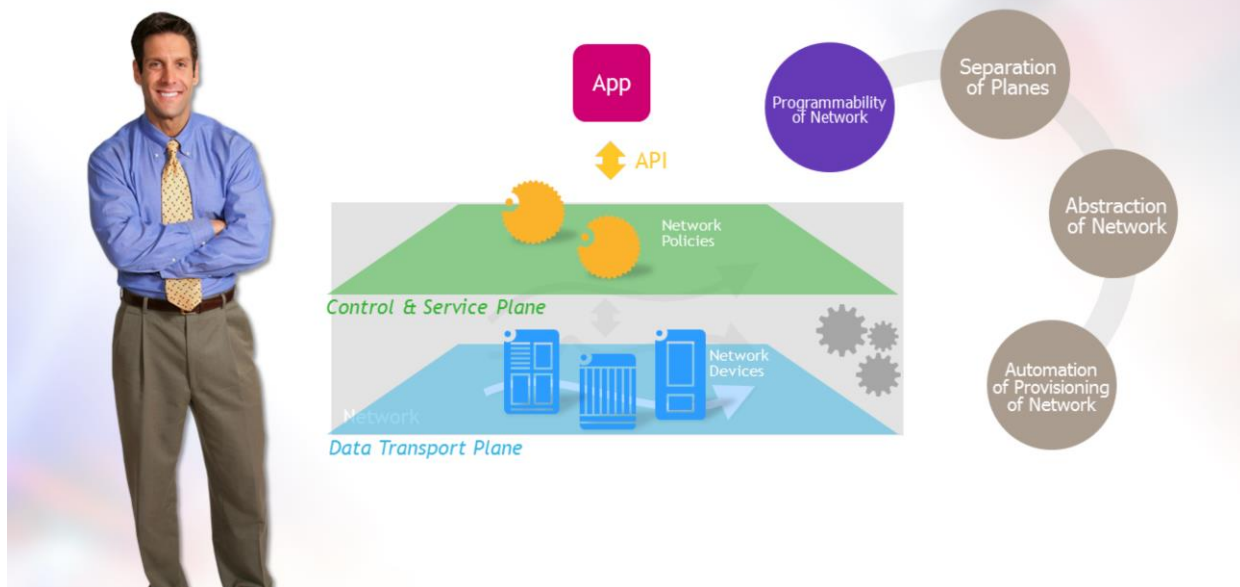 App
API
Network
Policies
Control & Service Plane
Network
Devices
Network
Data Transport Plane
Programmability
of Network
Separation
of Planes
Abstraction
of Network
Automation
of Provisioning
of Network